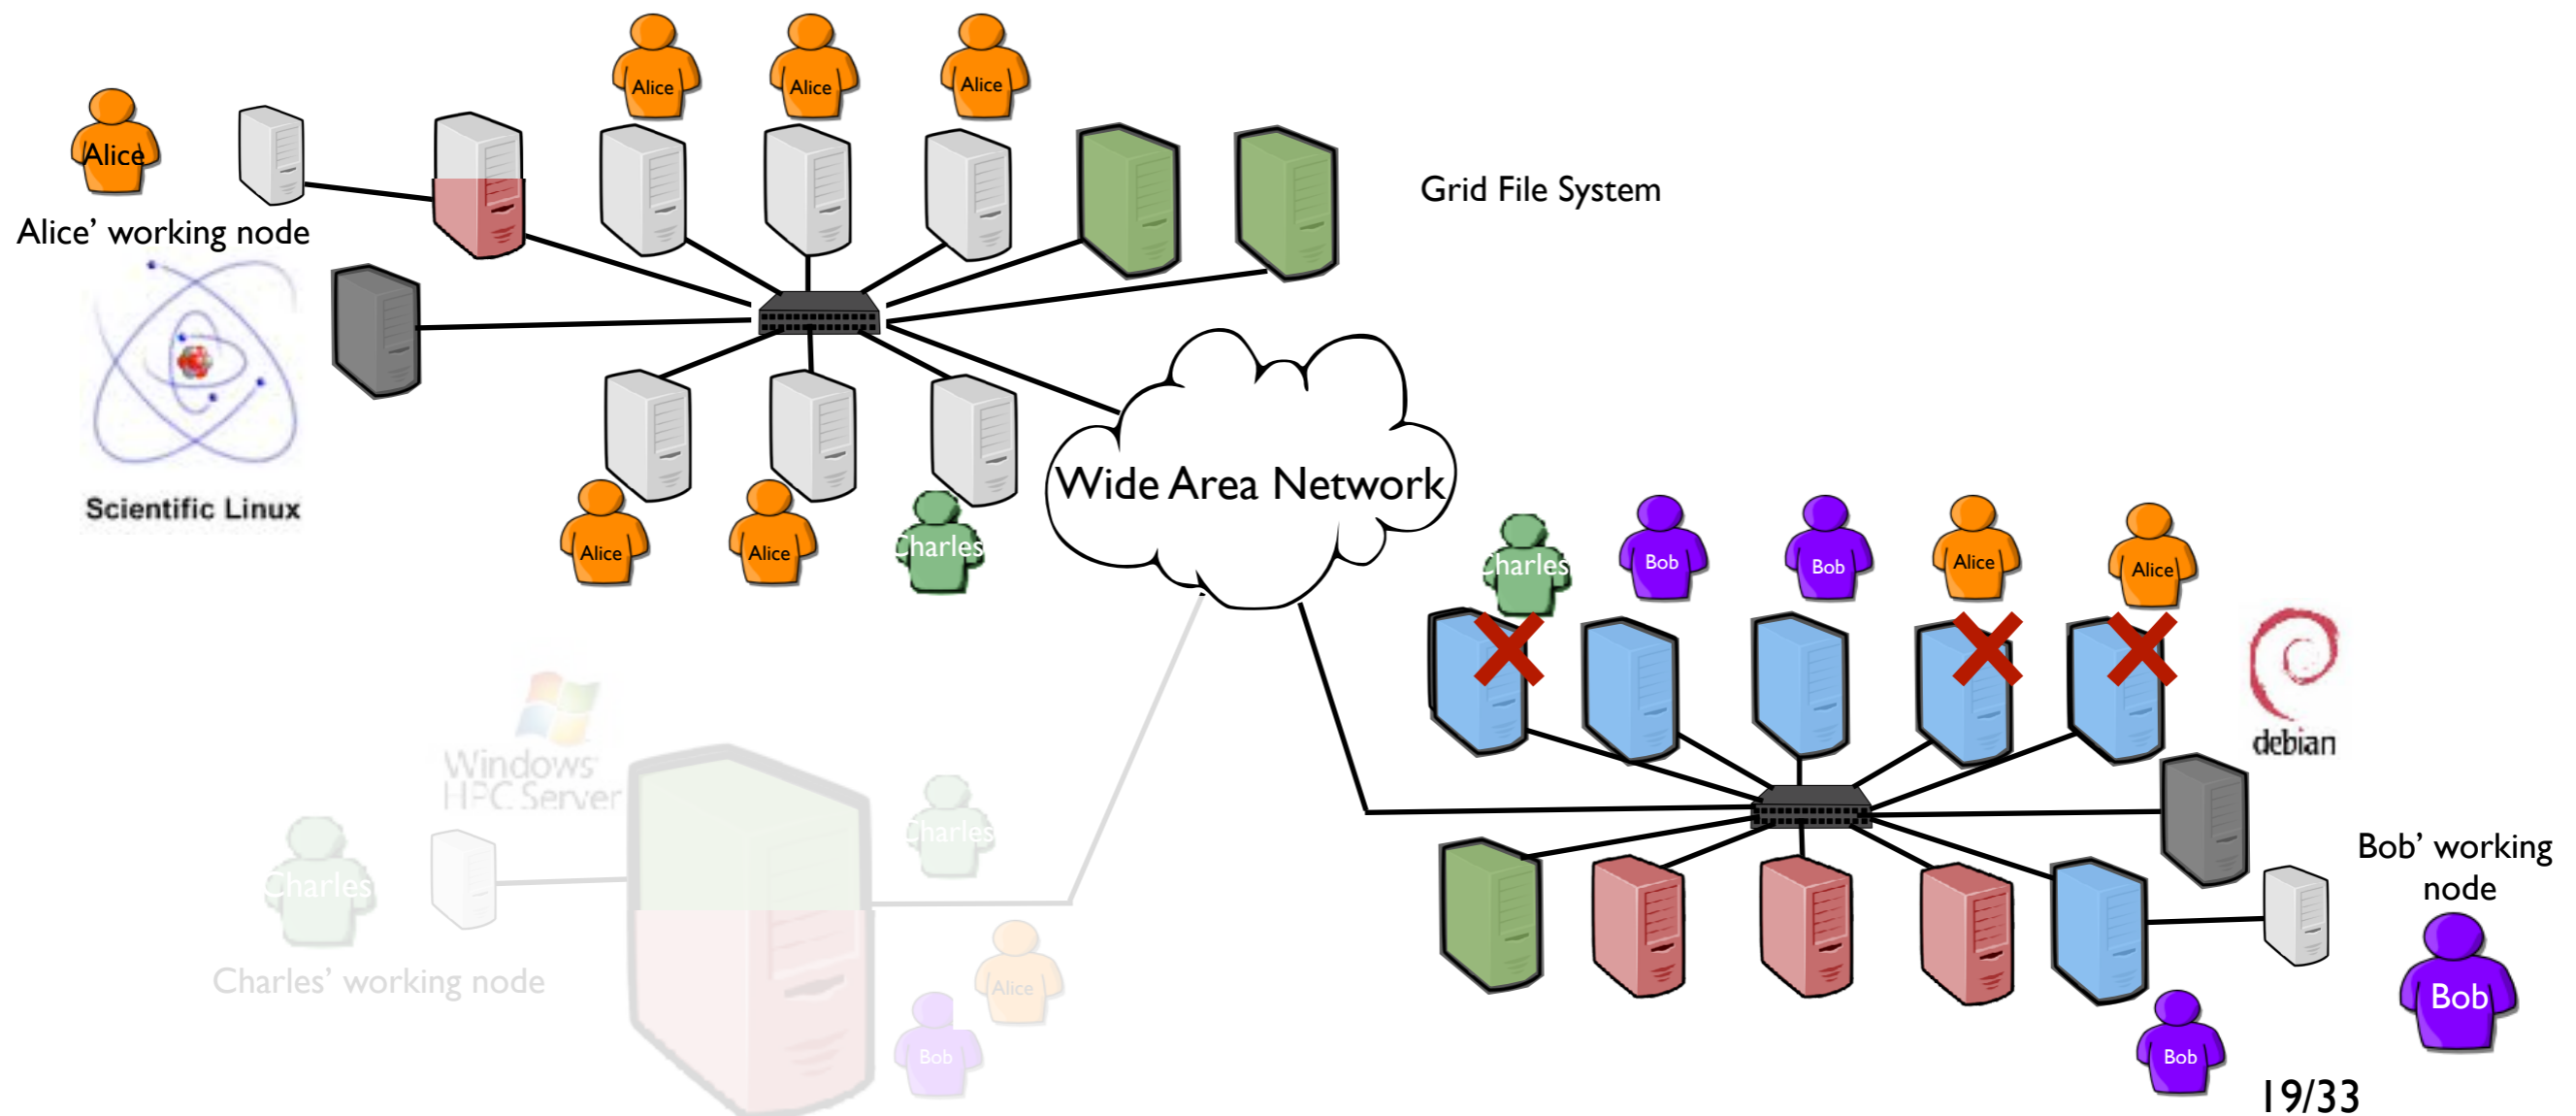 Alice
Alice
Alice
Alice
Alice' working node
Grid File System
Scientific Linux
Wide Area Network
Alice
Alice
Charles
Charles
Bob
Bob
Alice
Alice
debian
Windows
HPC Server
Charles
Charles
Charles' working node
Alice
Bob
Bob' working
node
Bob
Bob
19/33